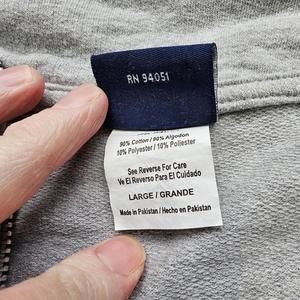 RN 94051
90% Cotton / 90% Algodon
10% Polyester / 10% Poliester
See Reverse For Care
Ve El Reverso Para El Cuidado
LARGE / GRANDE
Made in Pakistan / Hecho en Pakistan